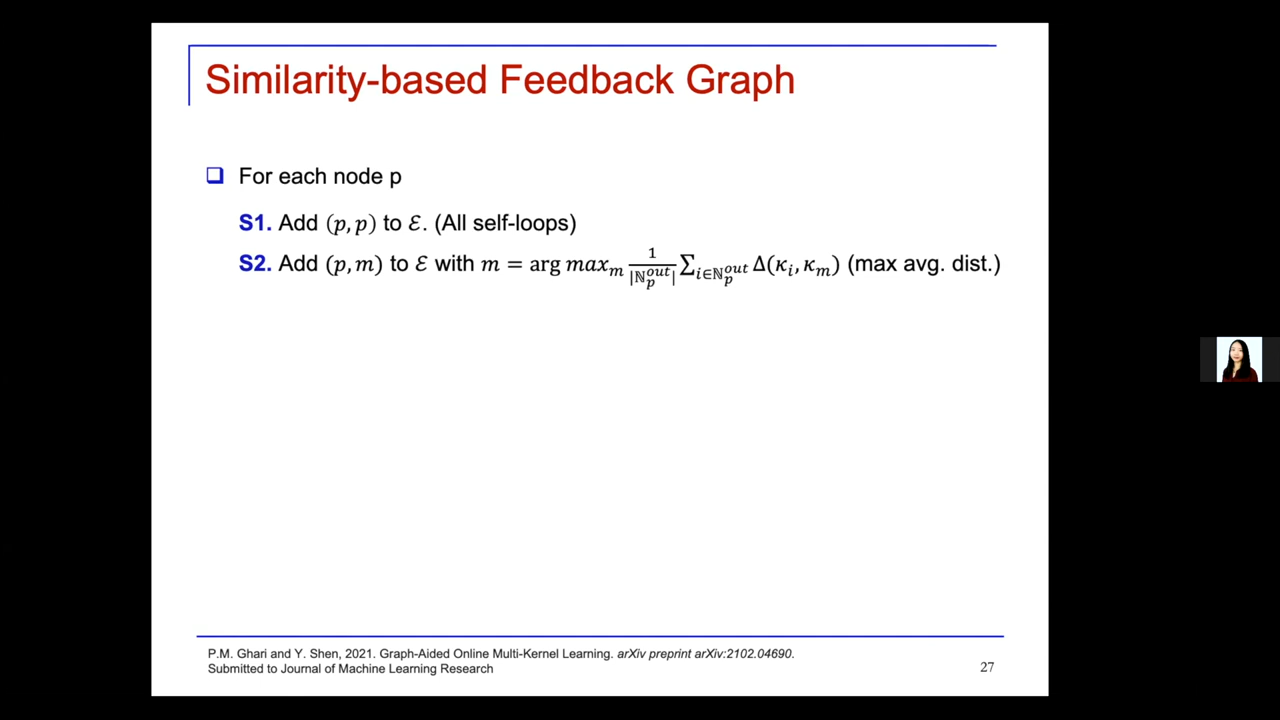 Similarity-based Feedback Graph
❑ For each node p
S1. Add (𝑝, 𝑝) to ℰ. (All self-loops)
S2. Add (𝑝, 𝑚) to ℰ with 𝑚 = arg 𝑚𝑎𝑥_𝑚 1/|ℕ_𝑝^𝑜𝑢𝑡| ∑_{𝑖∈ℕ_𝑝^𝑜𝑢𝑡} Δ(𝜅_𝑖, 𝜅_𝑚) (max avg. dist.)
P.M. Ghari and Y. Shen, 2021. Graph-Aided Online Multi-Kernel Learning. arXiv preprint arXiv:2102.04690.
Submitted to Journal of Machine Learning Research
27